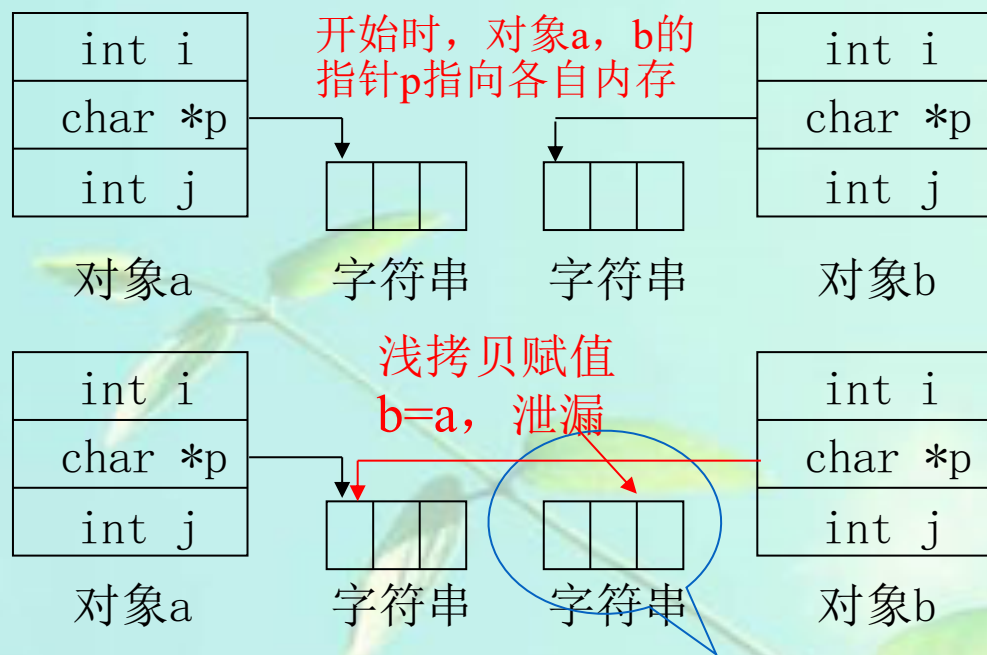 int i
char *p
int j
对象a
开始时，对象a，b的
指针p指向各自内存
字符串
字符串
int i
char *p
int j
对象b
int i
char *p
int j
对象a
浅拷贝赋值
b=a，泄漏
字符串
字符串
int i
char *p
int j
对象b